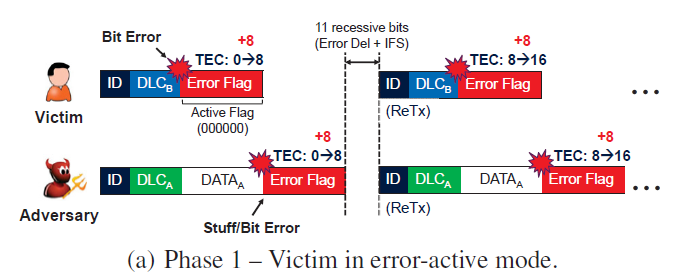 Bit Error
+8
TEC: 0→8
11 recessive bits
(Error Del + IFS)
+8
TEC: 8→16
ID DLCB Error Flag
ID DLCB Error Flag
Victim
Active Flag
(000000)
(ReTx)
...
+8
TEC: 0→8
+8
TEC: 8→16
ID DLCA DATAA Error Flag
ID DLCA DATAA Error Flag
...
Adversary
(ReTx)
Stuff/Bit Error
(a) Phase 1 – Victim in error-active mode.